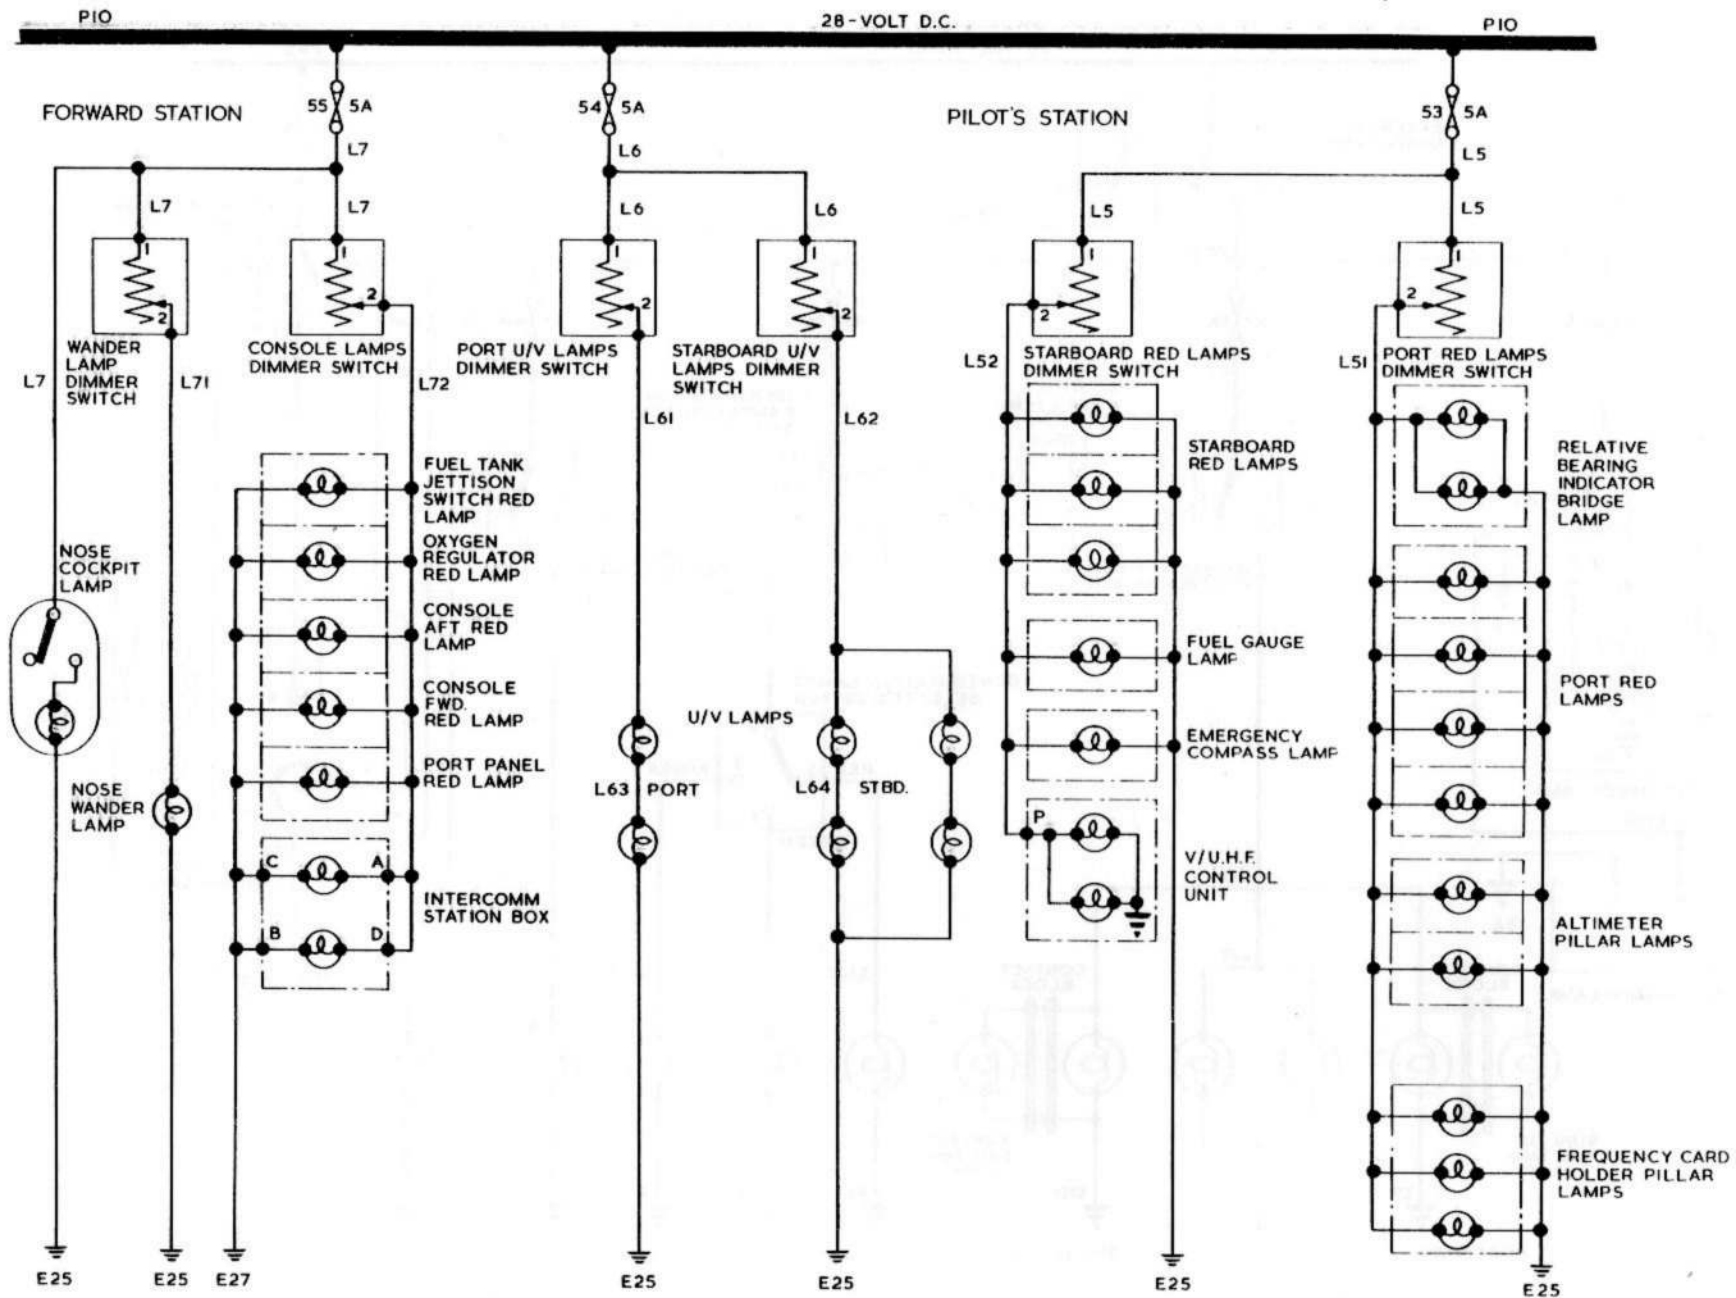 P10
28-VOLT D.C.
P10
FORWARD STATION
55
5A
54
5A
PILOT'S STATION
53
5A
L7
L6
L5
L7
L7
L6
L6
L5
L5
1
1
1
1
1
1
2
2
2
2
2
2
WANDER
LAMP
DIMMER
SWITCH
CONSOLE LAMPS
DIMMER SWITCH
PORT U/V LAMPS
DIMMER SWITCH
STARBOARD U/V
LAMPS DIMMER
SWITCH
STARBOARD RED LAMPS
DIMMER SWITCH
PORT RED LAMPS
DIMMER SWITCH
L7
L71
L72
L61
L62
L52
L51
FUEL TANK
JETTISON
SWITCH RED
LAMP
OXYGEN
REGULATOR
RED LAMP
CONSOLE
AFT RED
LAMP
CONSOLE
FWD.
RED LAMP
PORT PANEL
RED LAMP
C
A
B
D
INTERCOMM
STATION BOX
NOSE
COCKPIT
LAMP
NOSE
WANDER
LAMP
U/V LAMPS
L63
PORT
L64
STBD.
STARBOARD
RED LAMPS
FUEL GAUGE
LAMP
EMERGENCY
COMPASS LAMP
P
V/U.H.F.
CONTROL
UNIT
RELATIVE
BEARING
INDICATOR
BRIDGE
LAMP
PORT RED
LAMPS
ALTIMETER
PILLAR LAMPS
FREQUENCY CARD
HOLDER PILLAR
LAMPS
E25
E25
E27
E25
E25
E25
E25